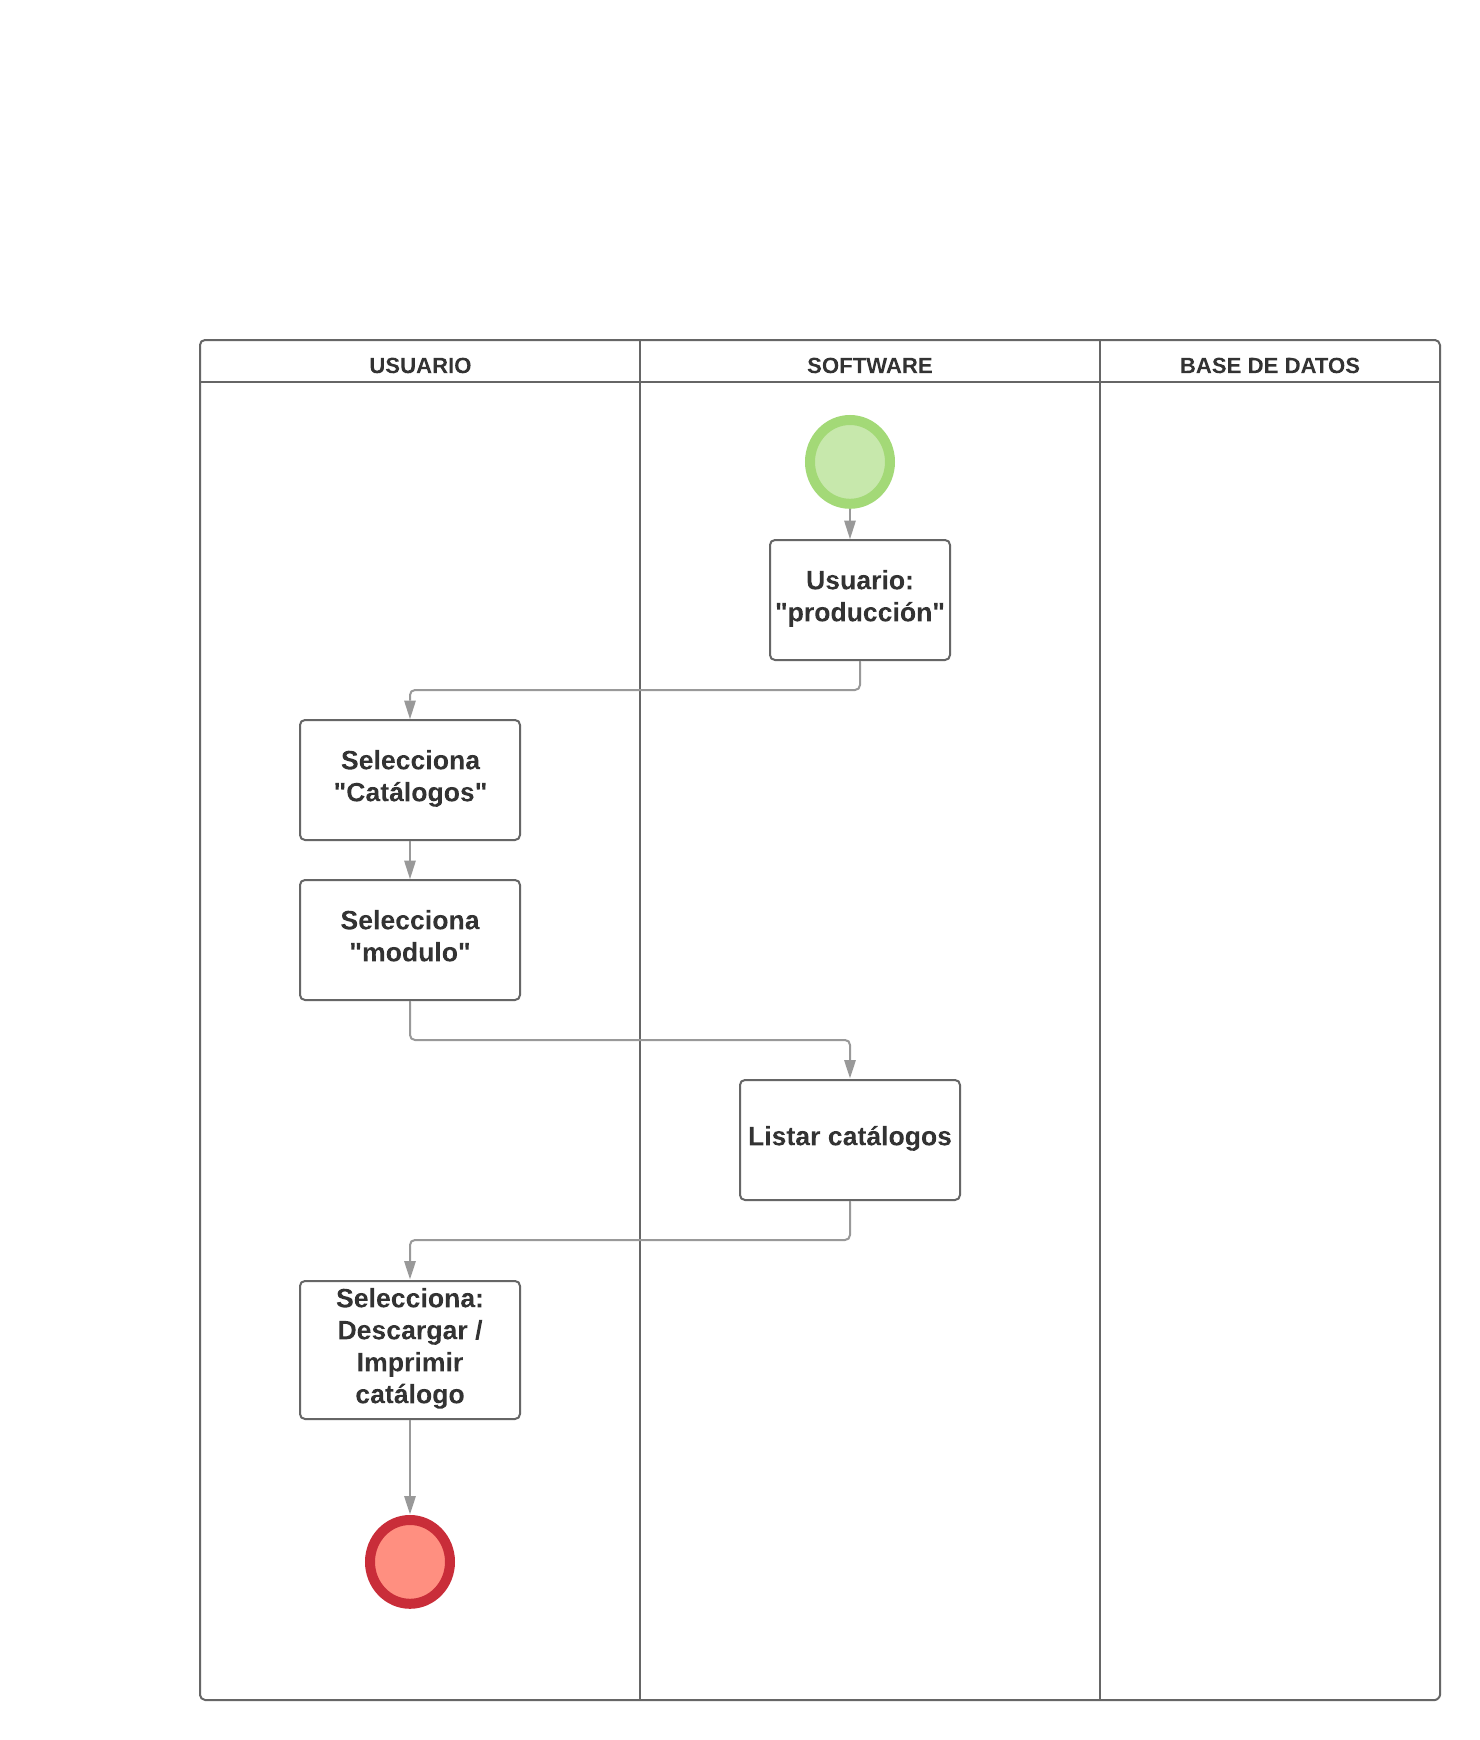 USUARIO
SOFTWARE
BASE DE DATOS
Usuario:
"producción"
Selecciona
"Catálogos"
Selecciona
"modulo"
Listar catálogos
Selecciona:
Descargar /
Imprimir
catálogo